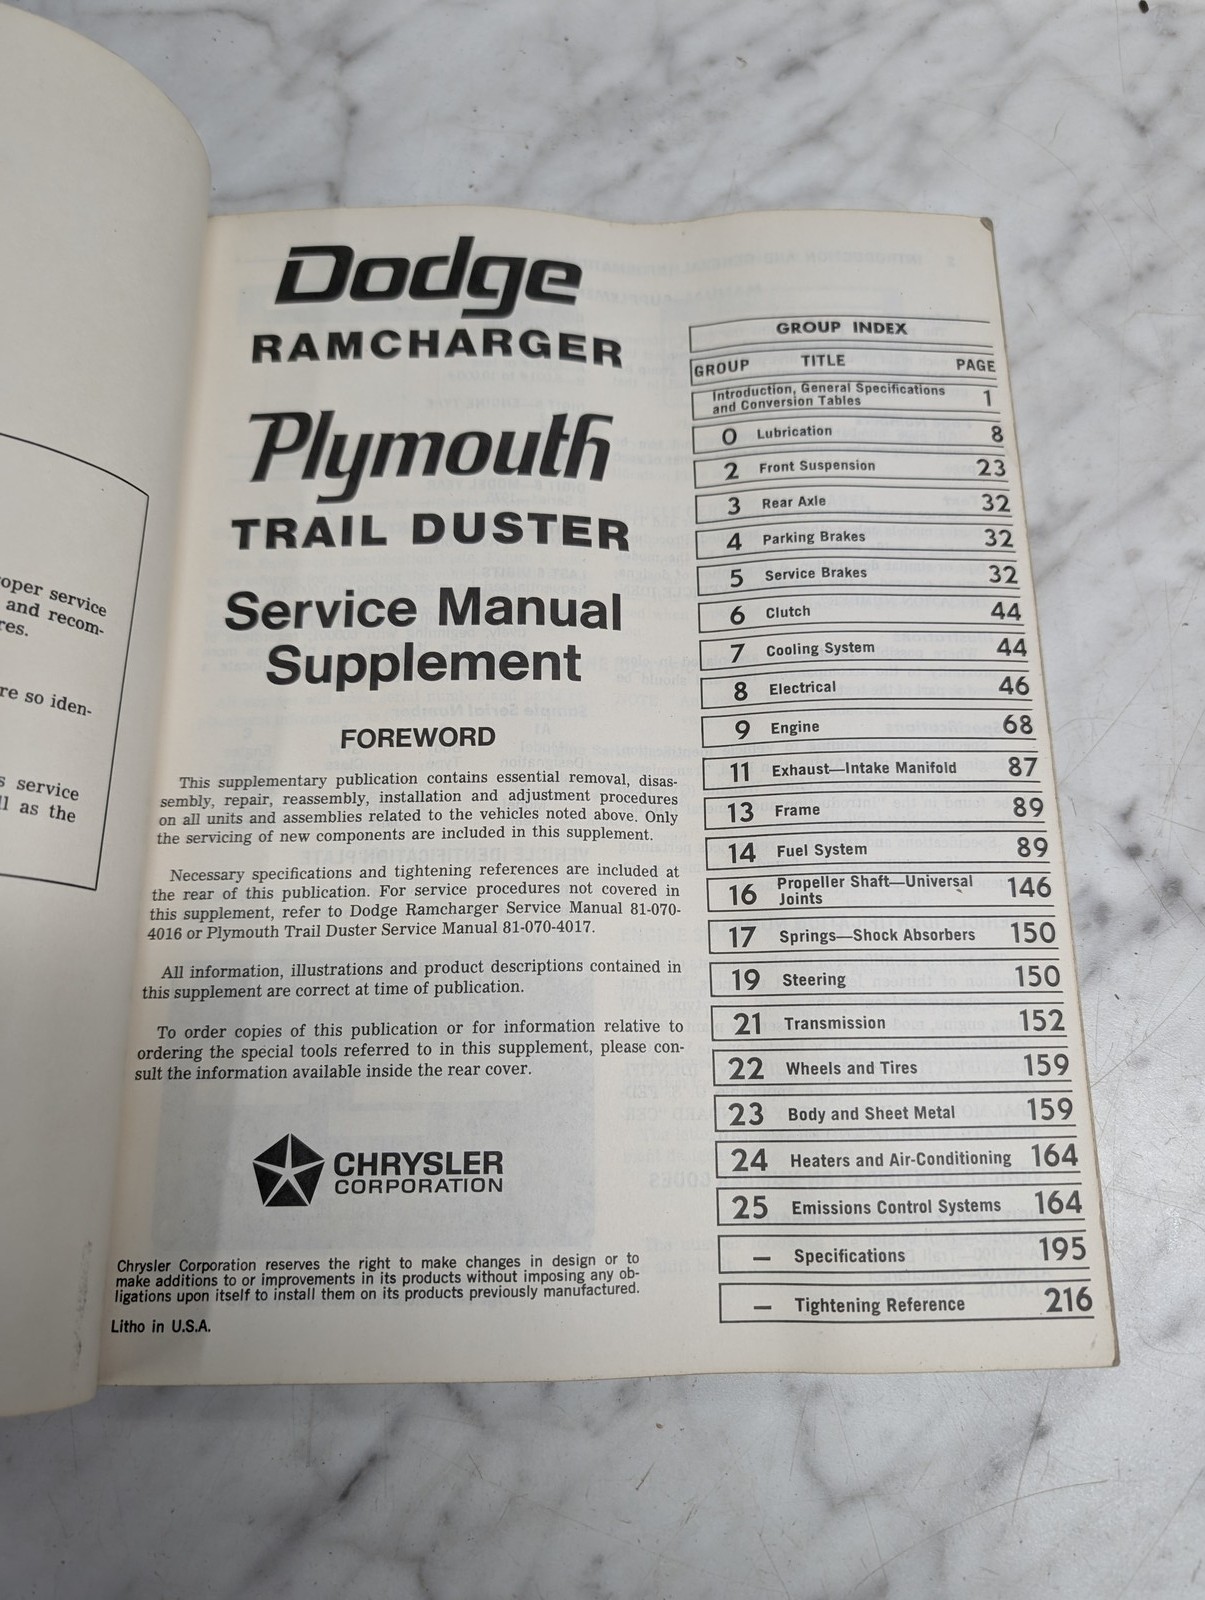 oper service
and recom-
res.
re so iden-
s service
ll as the
Dodge
RAMCHARGER
Plymouth
TRAIL DUSTER
Service Manual
Supplement
FOREWORD
This supplementary publication contains essential removal, disas-
sembly, repair, reassembly, installation and adjustment procedures
on all units and assemblies related to the vehicles noted above. Only
the servicing of new components are included in this supplement.
Necessary specifications and tightening references are included at
the rear of this publication. For service procedures not covered in
this supplement, refer to Dodge Ramcharger Service Manual 81-070-
4016 or Plymouth Trail Duster Service Manual 81-070-4017.
All information, illustrations and product descriptions contained in
this supplement are correct at time of publication.
To order copies of this publication or for information relative to
ordering the special tools referred to in this supplement, please con-
sult the information available inside the rear cover.
CHRYSLER
CORPORATION
Chrysler Corporation reserves the right to make changes in design or to
make additions to or improvements in its products without imposing any ob-
ligations upon itself to install them on its products previously manufactured.
Litho in U.S.A.
GROUP INDEX
GROUP TITLE PAGE
Introduction, General Specifications
and Conversion Tables 1
0 Lubrication 8
2 Front Suspension 23
3 Rear Axle 32
4 Parking Brakes 32
5 Service Brakes 32
6 Clutch 44
7 Cooling System 44
8 Electrical 46
9 Engine 68
11 Exhaust—Intake Manifold 87
13 Frame 89
14 Fuel System 89
16 Propeller Shaft—Universal
Joints 146
17 Springs—Shock Absorbers 150
19 Steering 150
21 Transmission 152
22 Wheels and Tires 159
23 Body and Sheet Metal 159
24 Heaters and Air-Conditioning 164
25 Emissions Control Systems 164
— Specifications 195
— Tightening Reference 216